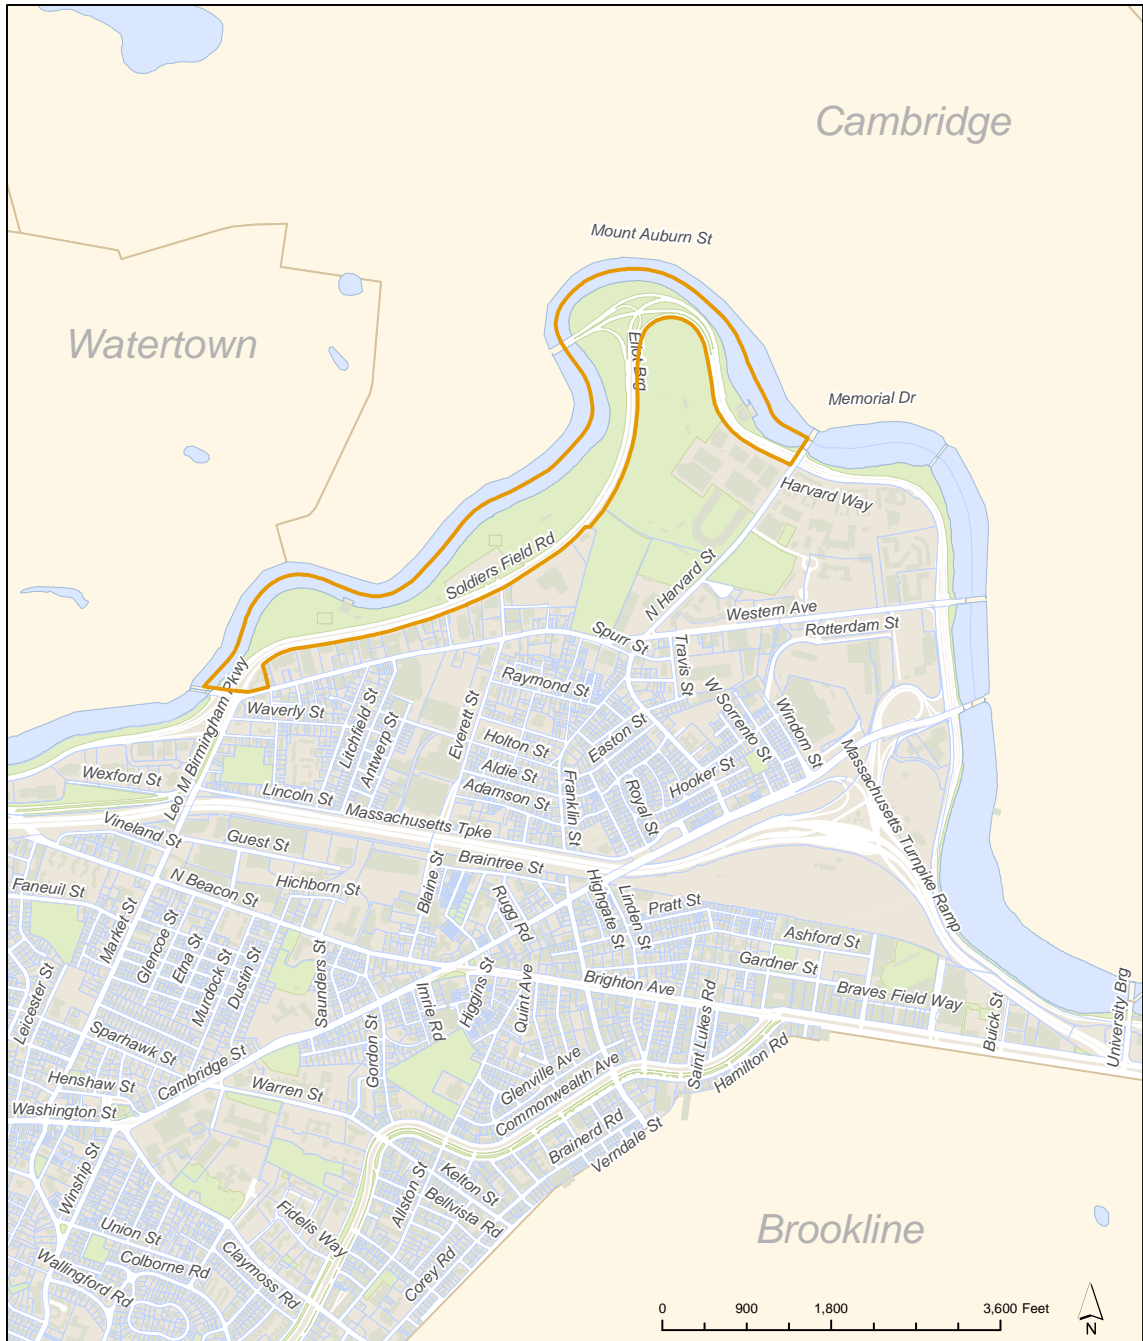 Cambridge
Mount Auburn St
Watertown
Eliot Brg
Memorial Dr
Harvard Way
Soldiers Field Rd
N Harvard St
Western Ave
Rotterdam St
Spurr St
Travis St
Leo M Birmingham Pkwy
Raymond St
W Sorrento St
Windom St
Waverly St
Litchfield St
Antwerp St
Everett St
Holton St
Easton St
Aldie St
Hooker St
Massachusetts Turnpike Ramp
Wexford St
Lincoln St
Adamson St
Franklin St
Royal St
Massachusetts Tpke
Vineland St
Guest St
Braintree St
Faneuil St
N Beacon St
Hichborn St
Blaine St
Rugg Rd
Highgate St
Linden St
Pratt St
Market St
Glencoe St
Etna St
Murdock St
Dustin St
Saunders St
Ashford St
Gardner St
Brighton Ave
Braves Field Way
Leicester St
Imrie Rd
Higgins St
Quint Ave
Saint Lukes Rd
Buick St
University Brg
Sparhawk St
Cambridge St
Gordon St
Hamilton Rd
Glenville Ave
Commonwealth Ave
Henshaw St
Warren St
Washington St
Brainerd Rd
Verndale St
Winship St
Allston St
Kelton St
Bellvista Rd
Fidelis Way
Union St
Colborne Rd
Wallingford Rd
Claymoss Rd
Corey Rd
Brookline
0 900 1,800 3,600 Feet
N